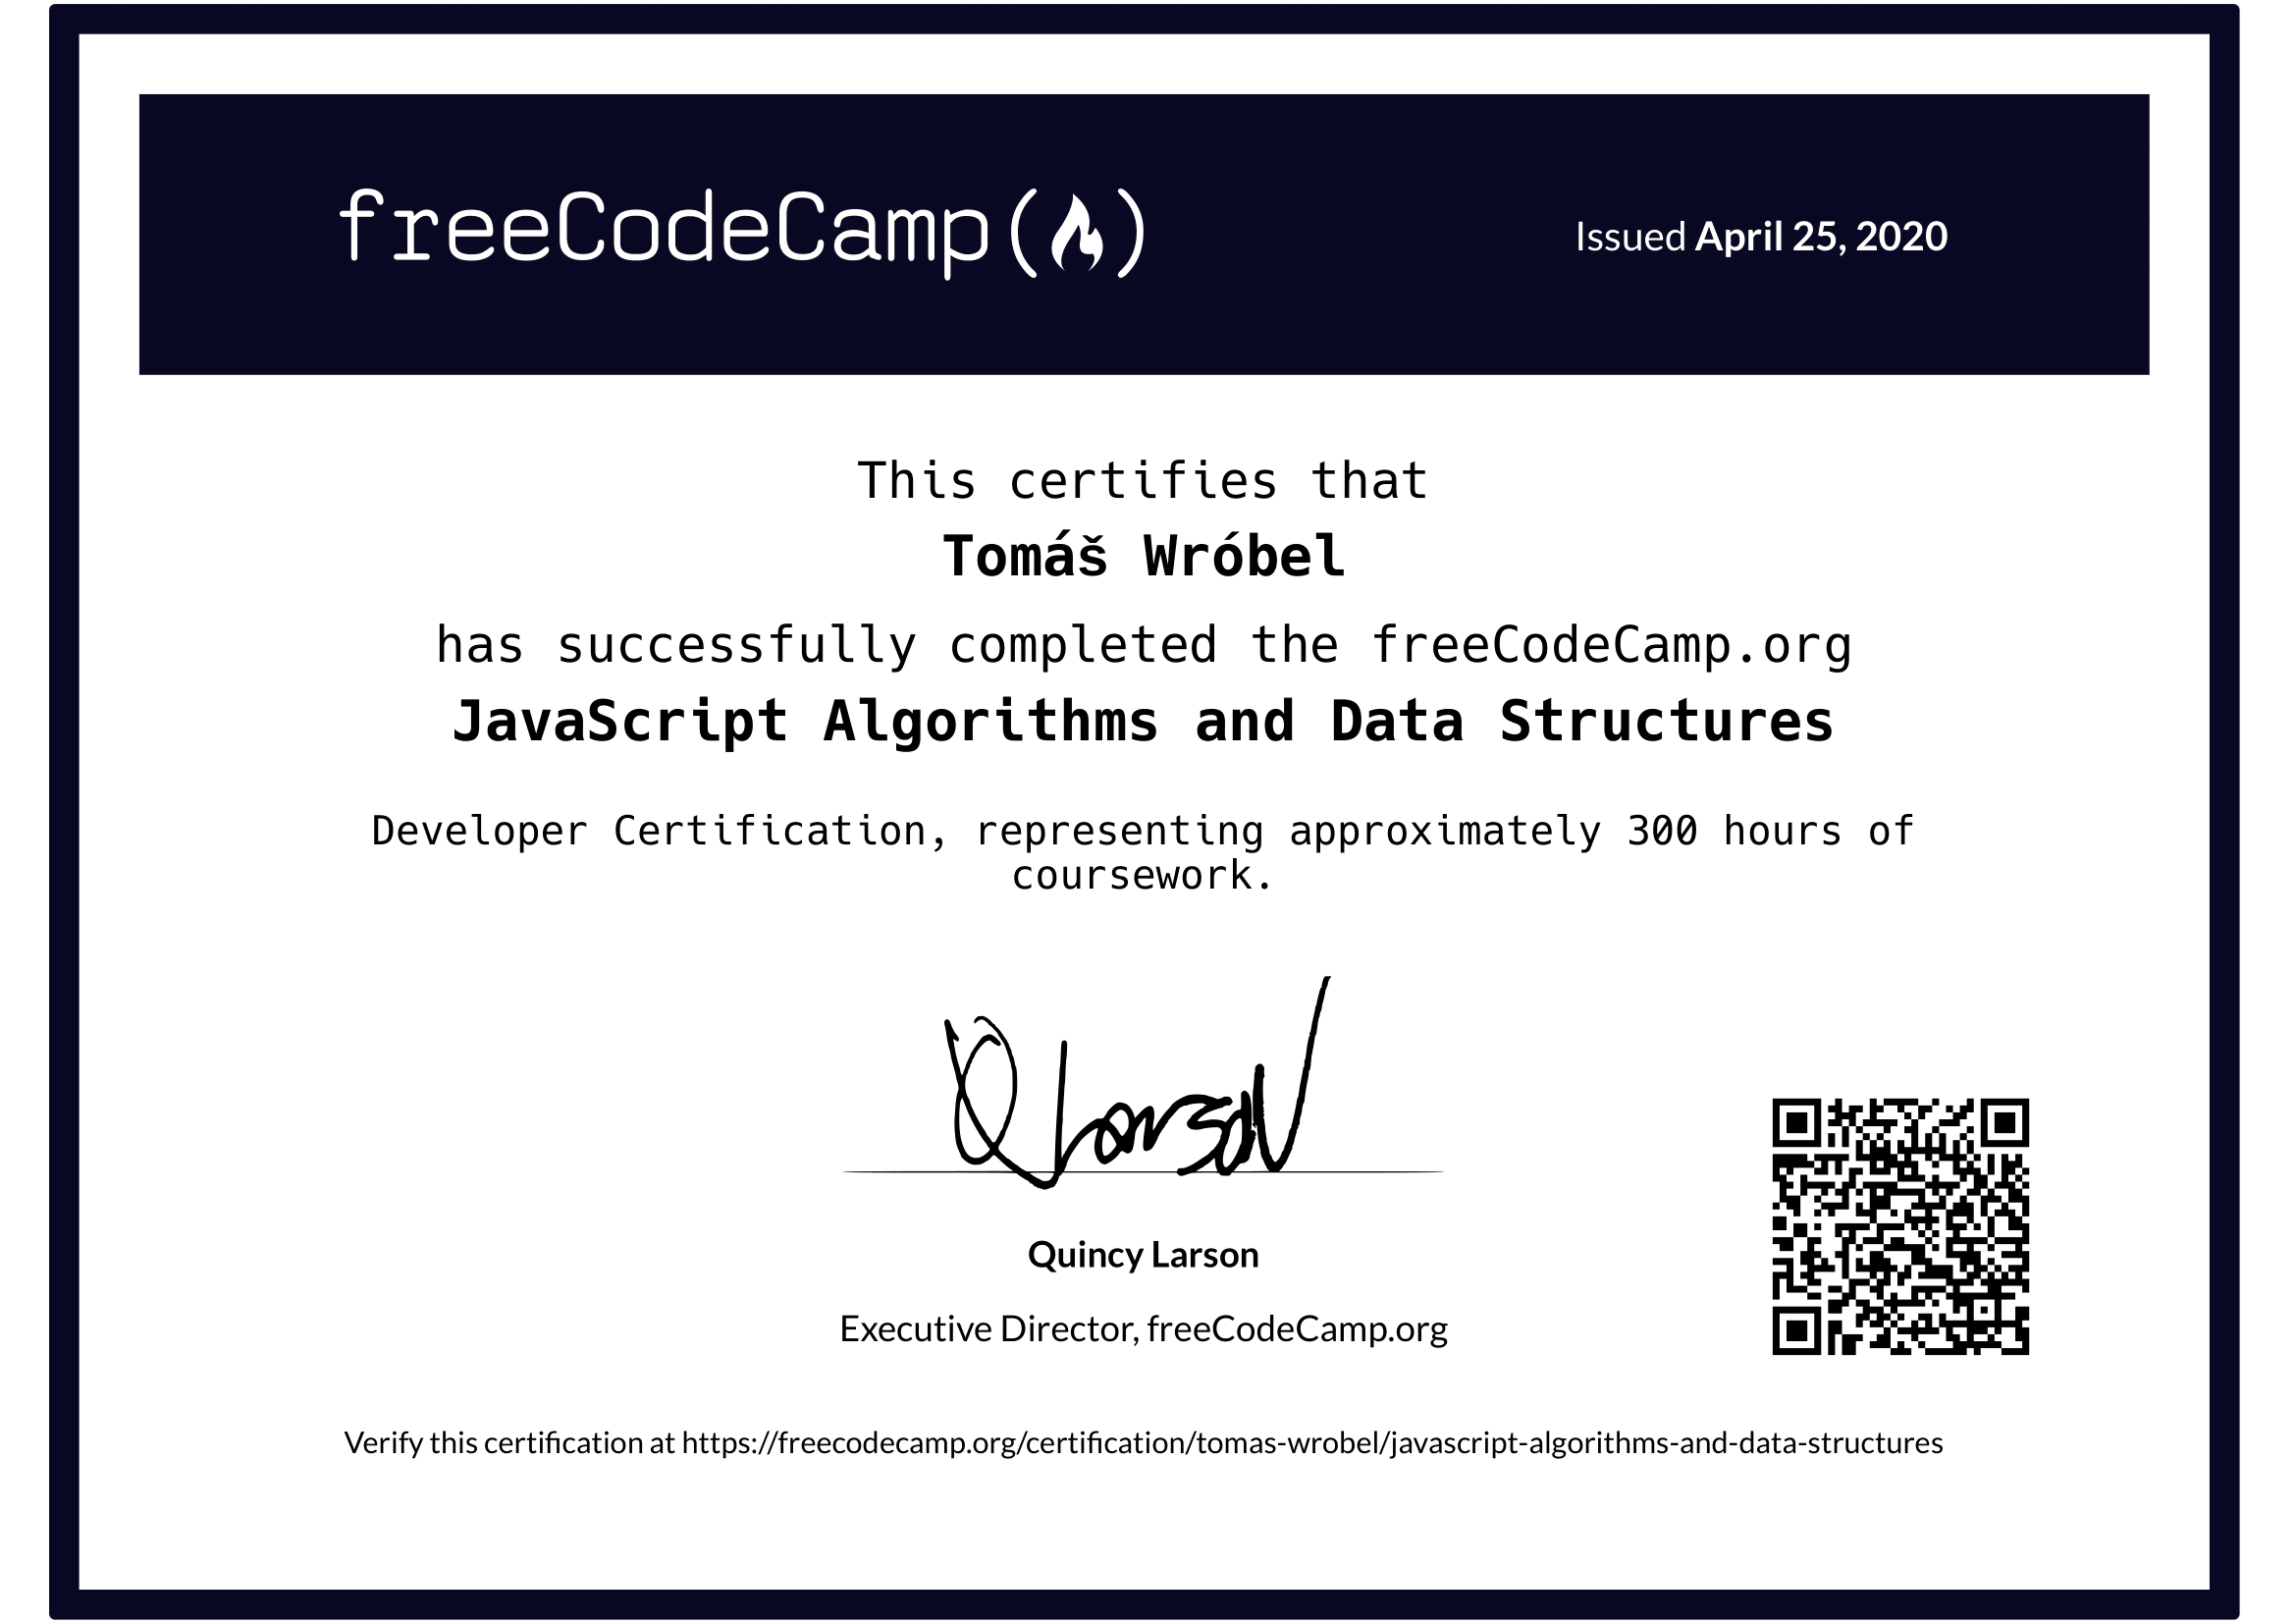 freeCodeCamp(🔥)
Issued April 25, 2020
This certifies that
Tomáš Wróbel
has successfully completed the freeCodeCamp.org
JavaScript Algorithms and Data Structures
Developer Certification, representing approximately 300 hours of
coursework.
Quincy Larson
Executive Director, freeCodeCamp.org
Verify this certification at https://freecodecamp.org/certification/tomas-wrobel/javascript-algorithms-and-data-structures